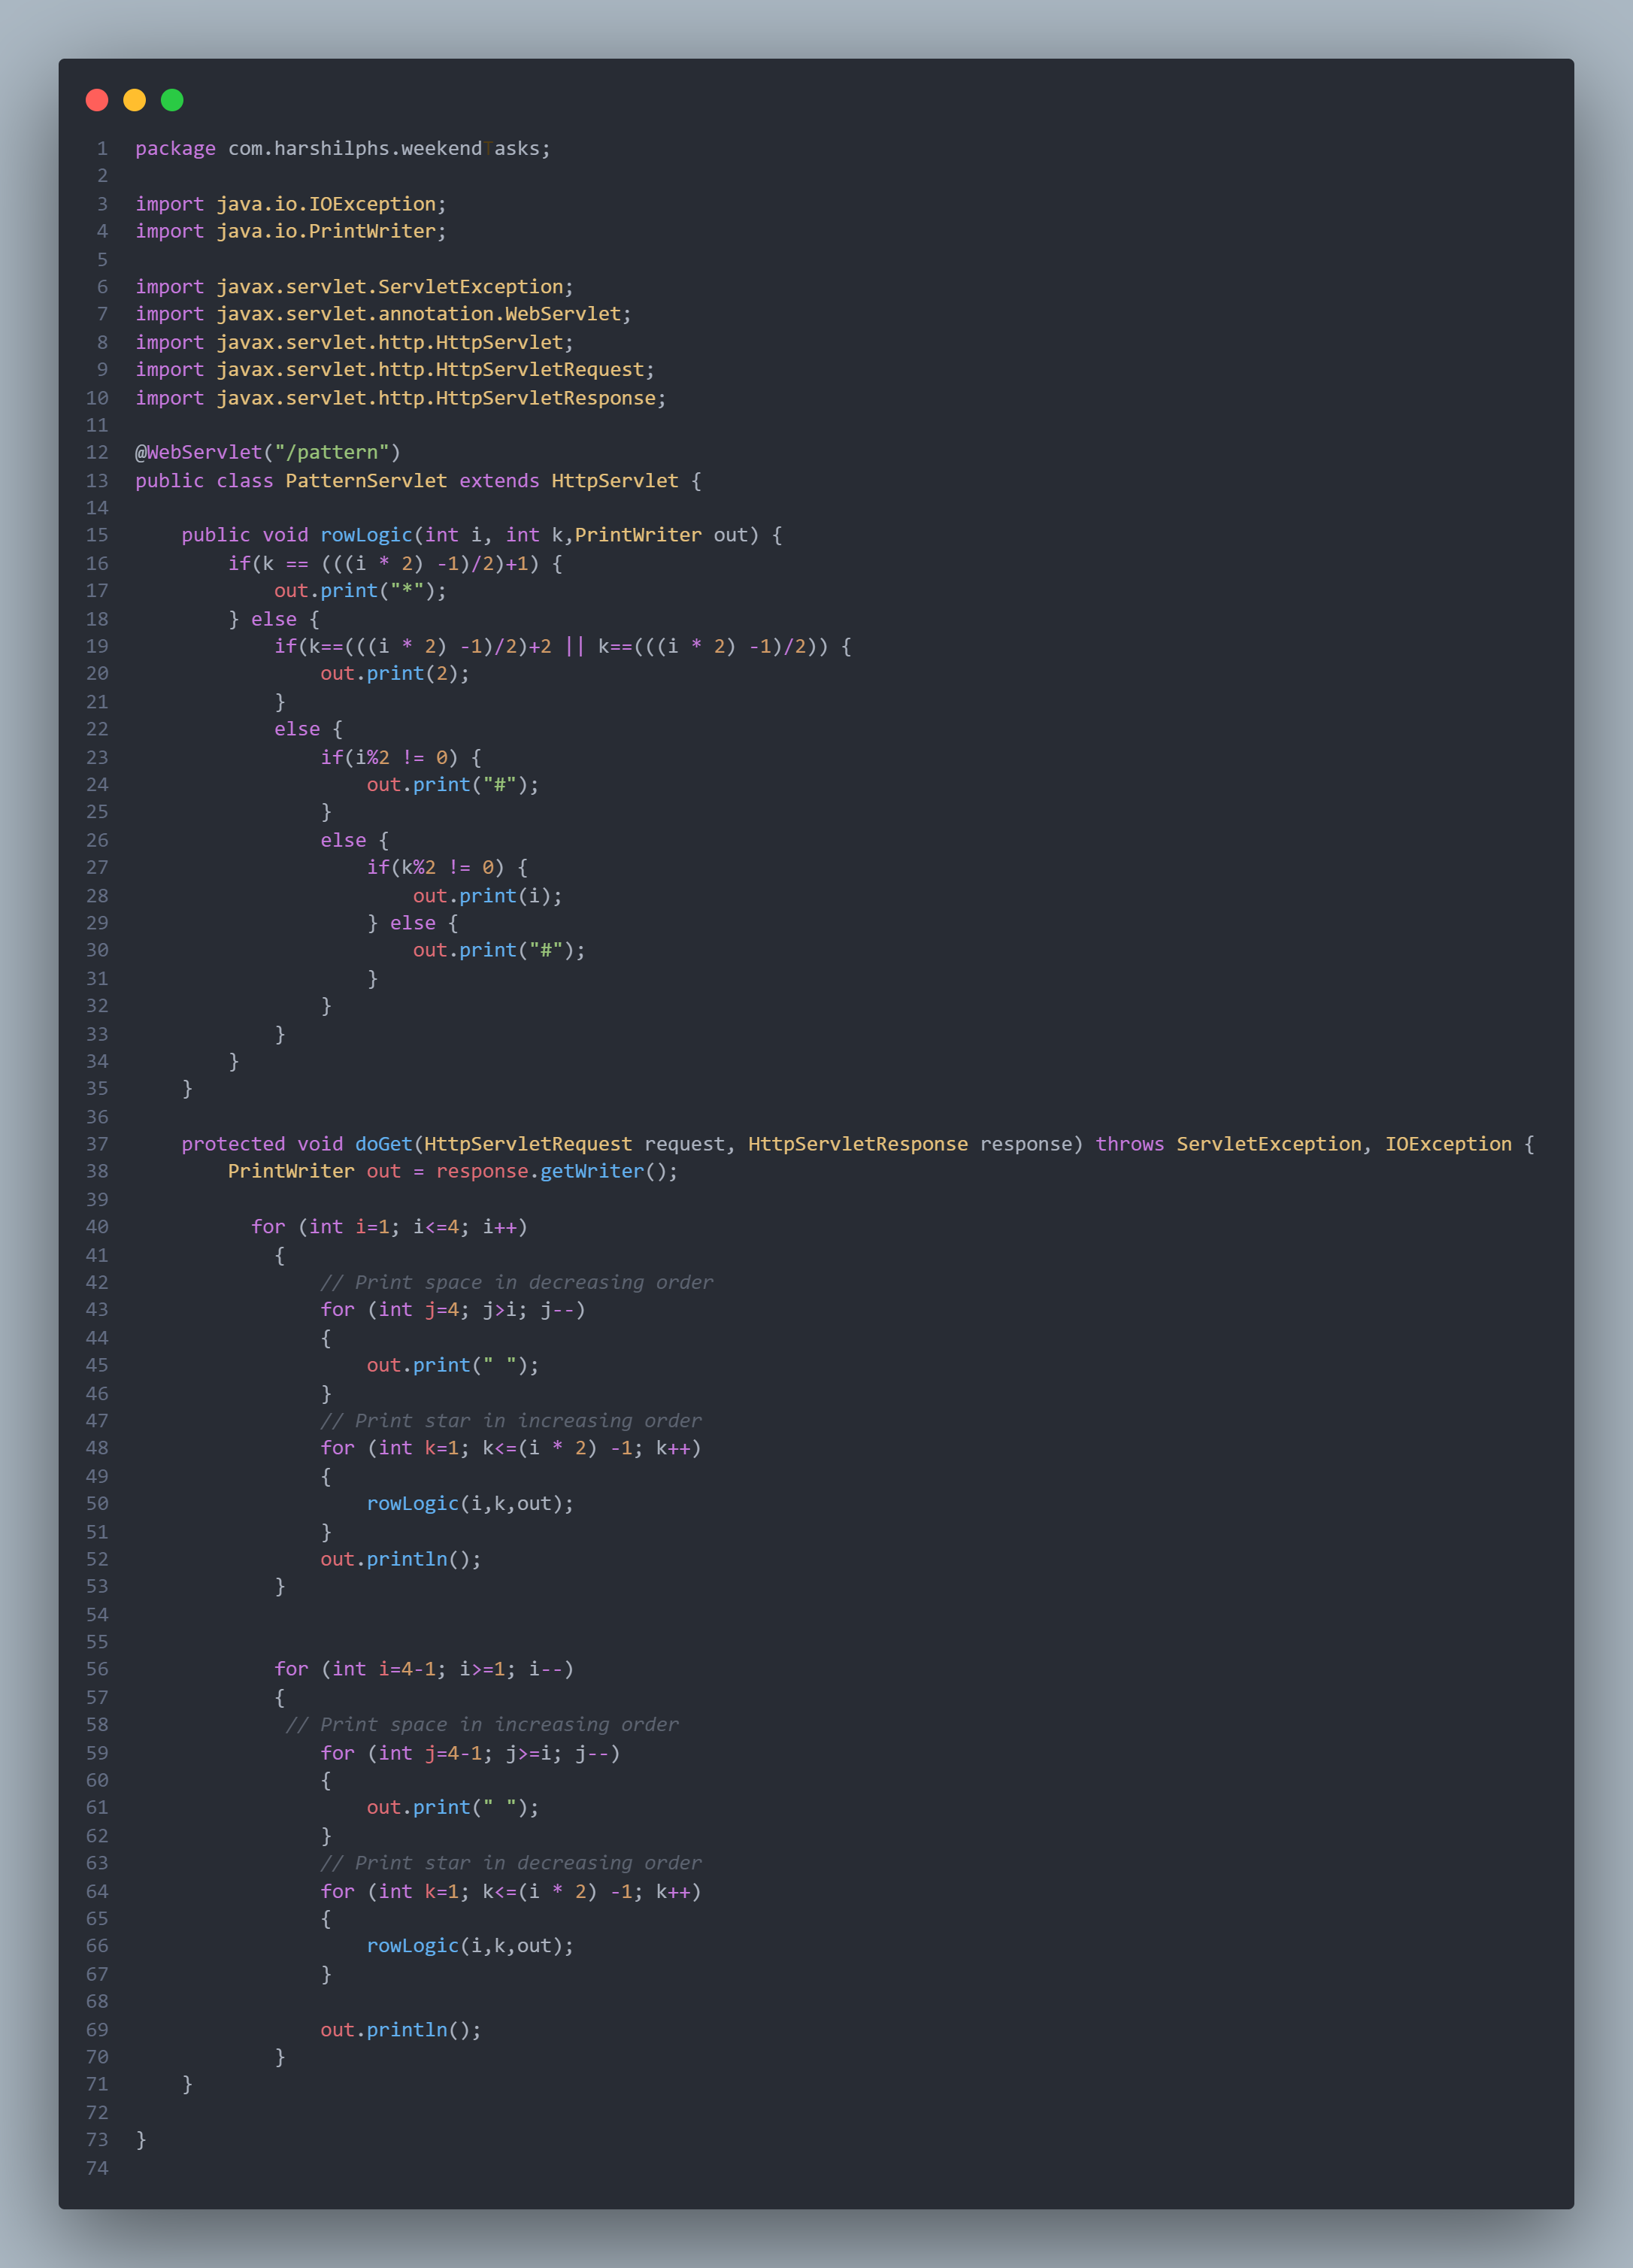 1 package com.harshilphs.weekendTasks;
2
3 import java.io.IOException;
4 import java.io.PrintWriter;
5
6 import javax.servlet.ServletException;
7 import javax.servlet.annotation.WebServlet;
8 import javax.servlet.http.HttpServlet;
9 import javax.servlet.http.HttpServletRequest;
10 import javax.servlet.http.HttpServletResponse;
11
12 @WebServlet("/pattern")
13 public class PatternServlet extends HttpServlet {
14
15     public void rowLogic(int i, int k,PrintWriter out) {
16         if(k == (((i * 2) -1)/2)+1) {
17             out.print("*");
18         } else {
19             if(k==(((i * 2) -1)/2)+2 || k==(((i * 2) -1)/2)) {
20                 out.print(2);
21             }
22             else {
23                 if(i%2 != 0) {
24                     out.print("#");
25                 }
26                 else {
27                     if(k%2 != 0) {
28                         out.print(i);
29                     } else {
30                         out.print("#");
31                     }
32                 }
33             }
34         }
35     }
36
37     protected void doGet(HttpServletRequest request, HttpServletResponse response) throws ServletException, IOException {
38         PrintWriter out = response.getWriter();
39
40           for (int i=1; i<=4; i++)
41             {
42                 // Print space in decreasing order
43                 for (int j=4; j>i; j--)
44                 {
45                     out.print(" ");
46                 }
47                 // Print star in increasing order
48                 for (int k=1; k<=(i * 2) -1; k++)
49                 {
50                     rowLogic(i,k,out);
51                 }
52                 out.println();
53             }
54
55
56             for (int i=4-1; i>=1; i--)
57             {
58              // Print space in increasing order
59                 for (int j=4-1; j>=i; j--)
60                 {
61                     out.print(" ");
62                 }
63                 // Print star in decreasing order
64                 for (int k=1; k<=(i * 2) -1; k++)
65                 {
66                     rowLogic(i,k,out);
67                 }
68
69                 out.println();
70             }
71     }
72
73 }
74